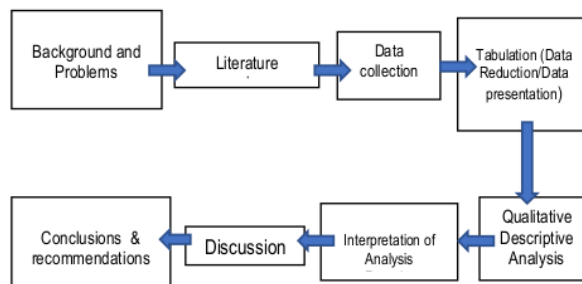 Background and
Problems
Literature
Data
collection
Tabulation (Data
Reduction/Data
presentation)
Qualitative
Descriptive
Analysis
Interpretation of
Analysis
Discussion
Conclusions &
recommendations